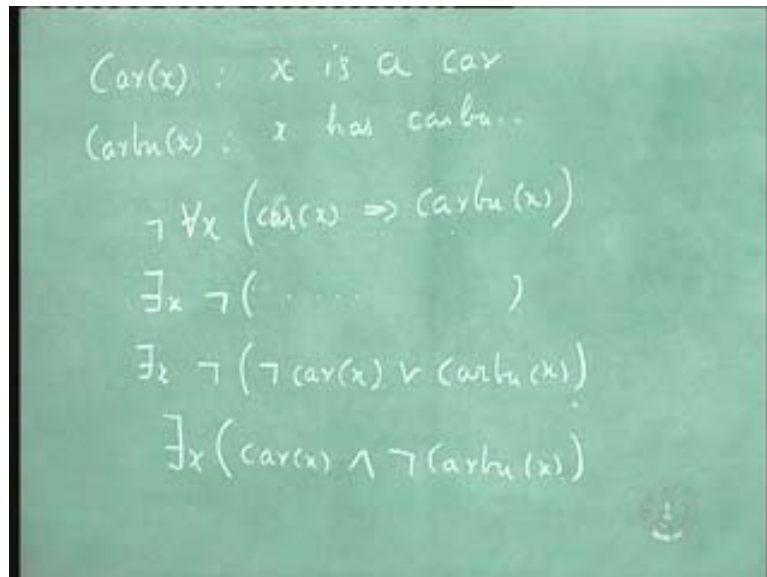 Car(x) : x is a car
Carbu(x) : x has carbu..
¬ ∀x (car(x) ⇒ Carbu(x))
∃x ¬ ( ..... )
∃x ¬ (¬ car(x) ∨ Carbu(x))
∃x (car(x) ∧ ¬ Carbu(x))